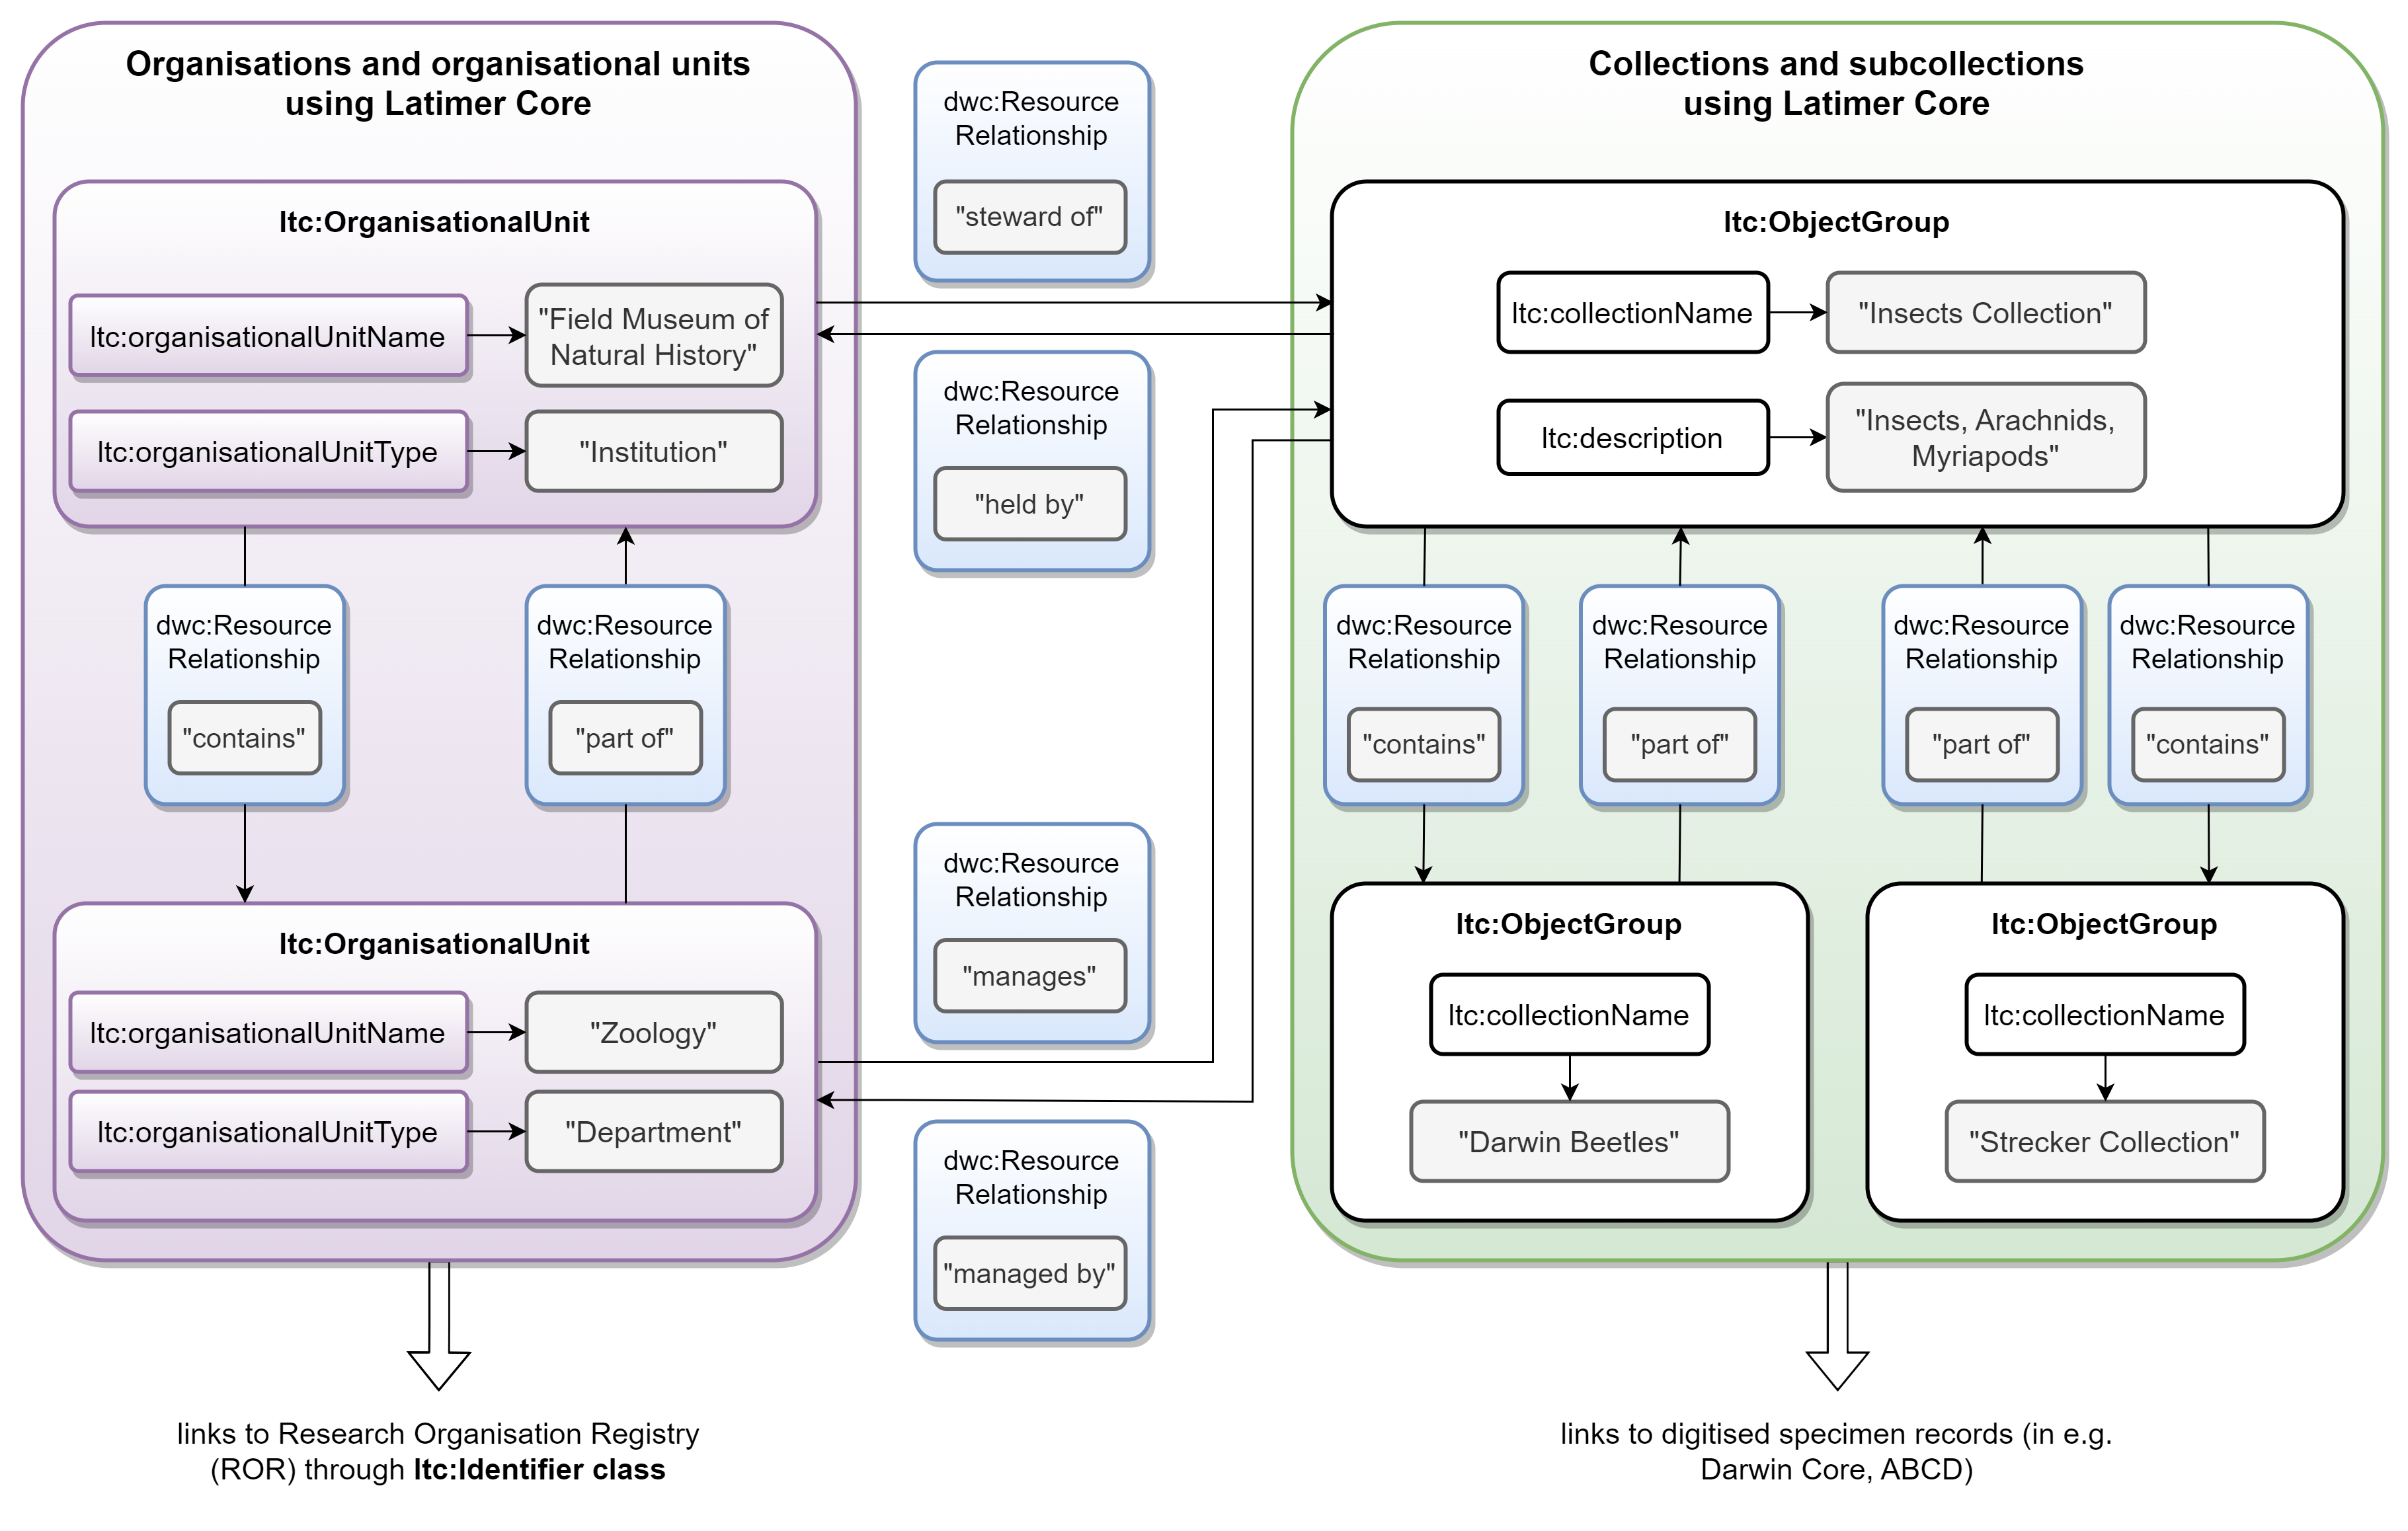 Organisations and organisational units
using Latimer Core
ltc:OrganisationalUnit
ltc:organisationalUnitName
"Field Museum of
Natural History"
ltc:organisationalUnitType
"Institution"
dwc:Resource
Relationship
"contains"
dwc:Resource
Relationship
"part of"
ltc:OrganisationalUnit
ltc:organisationalUnitName
"Zoology"
ltc:organisationalUnitType
"Department"
links to Research Organisation Registry
(ROR) through ltc:Identifier class
dwc:Resource
Relationship
"steward of"
dwc:Resource
Relationship
"held by"
dwc:Resource
Relationship
"manages"
dwc:Resource
Relationship
"managed by"
Collections and subcollections
using Latimer Core
ltc:ObjectGroup
ltc:collectionName
"Insects Collection"
ltc:description
"Insects, Arachnids,
Myriapods"
dwc:Resource
Relationship
"contains"
dwc:Resource
Relationship
"part of"
dwc:Resource
Relationship
"part of"
dwc:Resource
Relationship
"contains"
ltc:ObjectGroup
ltc:collectionName
"Darwin Beetles"
ltc:ObjectGroup
ltc:collectionName
"Strecker Collection"
links to digitised specimen records (in e.g.
Darwin Core, ABCD)